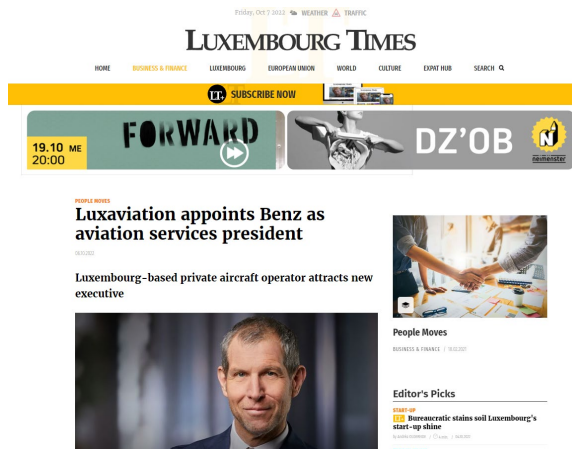 Friday, Oct 7 2022 WEATHER TRAFFIC
LUXEMBOURG TIMES
HOME BUSINESS & FINANCE LUXEMBOURG EUROPEAN UNION WORLD CULTURE EXPAT HUB SEARCH
LT+ SUBSCRIBE NOW
19.10 ME
20:00
FORWARD
DZ'OB
neimënster
PEOPLE MOVES
Luxaviation appoints Benz as
aviation services president
Luxembourg-based private aircraft operator attracts new
executive
People Moves
BUSINESS & FINANCE /
Editor's Picks
START-UP
LT+ Bureaucratic stains soil Luxembourg's
start-up shine